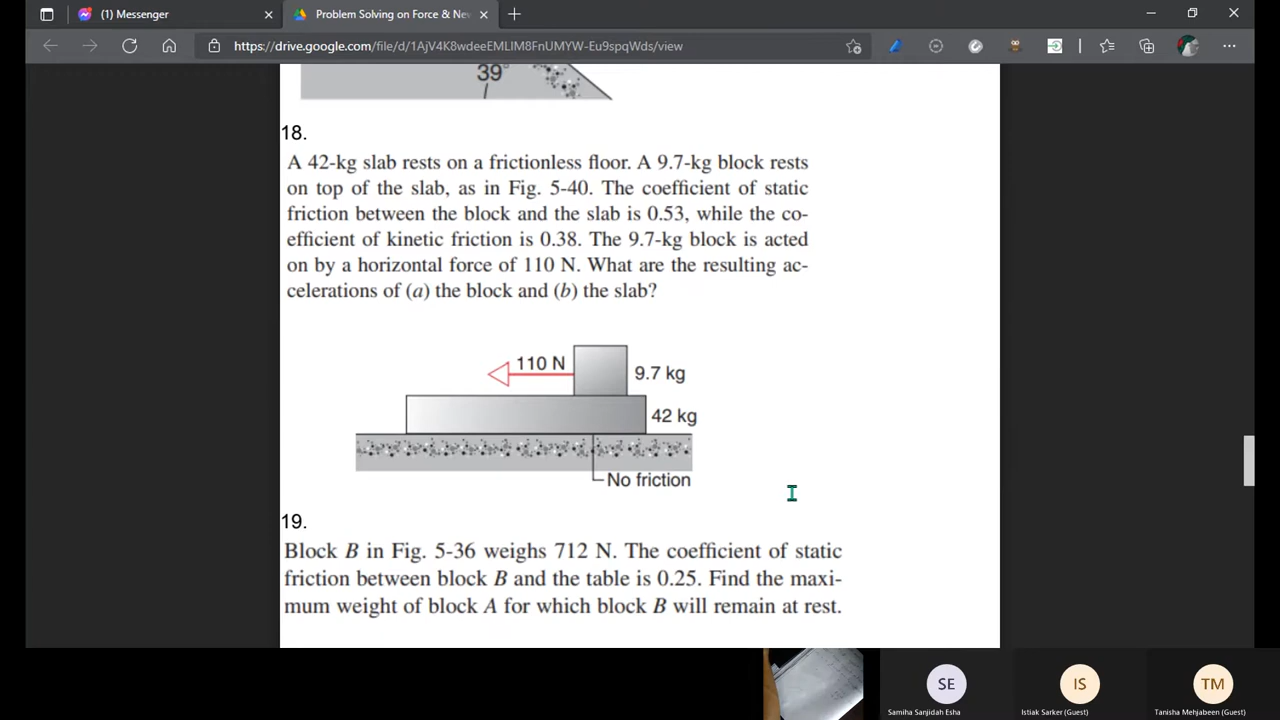 (1) Messenger
Problem Solving on Force & Nev
https://drive.google.com/file/d/1AjV4K8wdeeEMLIM8FnUMYW-Eu9spqWds/view
39°
18.
A 42-kg slab rests on a frictionless floor. A 9.7-kg block rests
on top of the slab, as in Fig. 5-40. The coefficient of static
friction between the block and the slab is 0.53, while the co-
efficient of kinetic friction is 0.38. The 9.7-kg block is acted
on by a horizontal force of 110 N. What are the resulting ac-
celerations of (a) the block and (b) the slab?
110 N
9.7 kg
42 kg
No friction
19.
Block B in Fig. 5-36 weighs 712 N. The coefficient of static
friction between block B and the table is 0.25. Find the maxi-
mum weight of block A for which block B will remain at rest.
SE
IS
TM
Samiha Sanjidah Esha
Istiak Sarker (Guest)
Tanisha Mehjabeen (Guest)